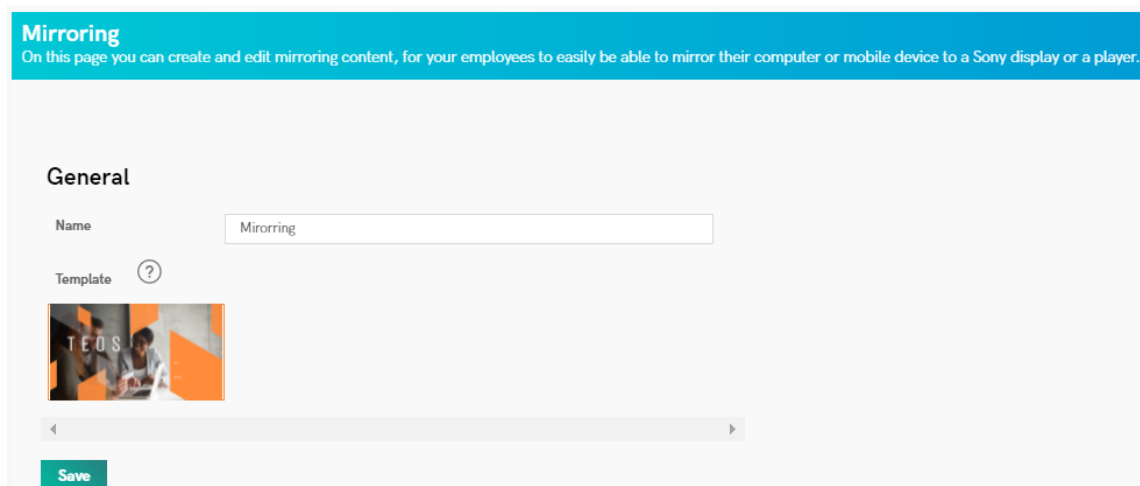 Mirroring
On this page you can create and edit mirroring content, for your employees to easily be able to mirror their computer or mobile device to a Sony display or a player.
General
Name
Mirorring
Template ?
TEOS
Save